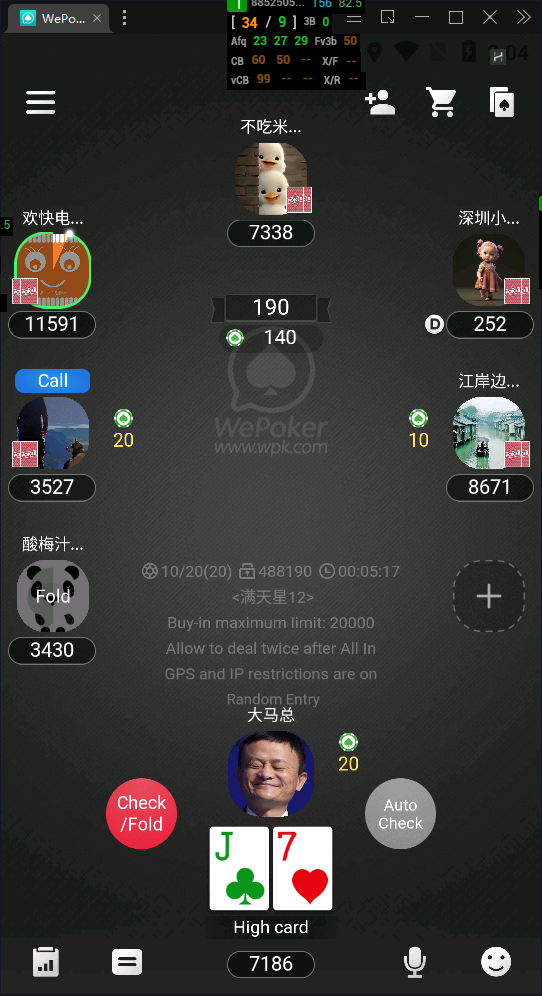 WePo...
8852505... 156 82.5
[ 34 / 9 ] 3B 0
Afq 23 27 29 Fv3b 50
CB 60 50 -- X/F --
vCB 99 -- -- X/R --
:04
不吃米...
7338
欢快电...
深圳小...
.5
11591
190
D 252
140
Call
江岸边...
20
10
WePoker
www.wpk.com
3527
8671
酸梅汁...
Fold
10/20(20) 488190 00:05:17
<满天星12>
Buy-in maximum limit: 20000
3430
Allow to deal twice after All In
GPS and IP restrictions are on
Random Entry
大马总
20
Check
/Fold
Auto
Check
J 7
High card
7186